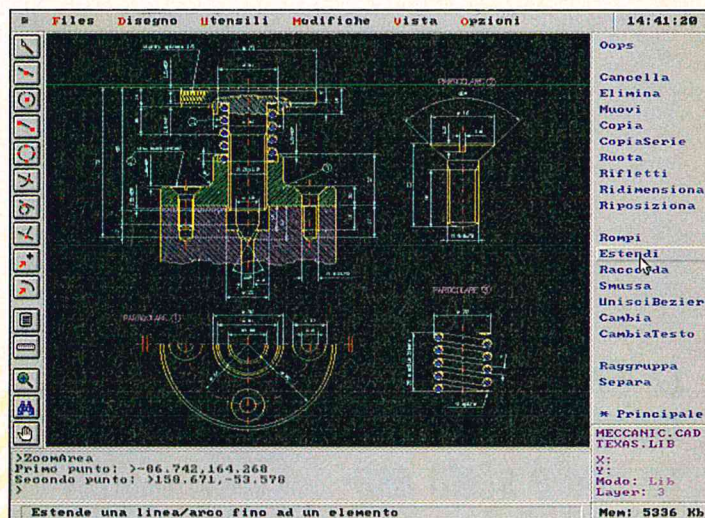 Files Disegno Utensili Modifiche Vista Opzioni 14:41:20
Oops
Cancella
Elimina
Muovi
Copia
CopiaSerie
Ruota
Rifletti
Ridimensiona
Riposiziona
Rompi
Estendi
Raccorda
Smussa
UnisciBezier
Cambia
CambiaTesto
Raggruppa
Separa
* Principale
MECCANIC.CAD
TEXAS.LIB
X:
Y:
Modo: Lib
Layer: 3
PARTICOLARE 2
PARTICOLARE 1
PARTICOLARE 3
>ZoomArea
Primo punto: >-86.742,164.268
Secondo punto: >150.671,-53.578
>
Estende una linea/arco fino ad un elemento
Mem: 5336 Kb